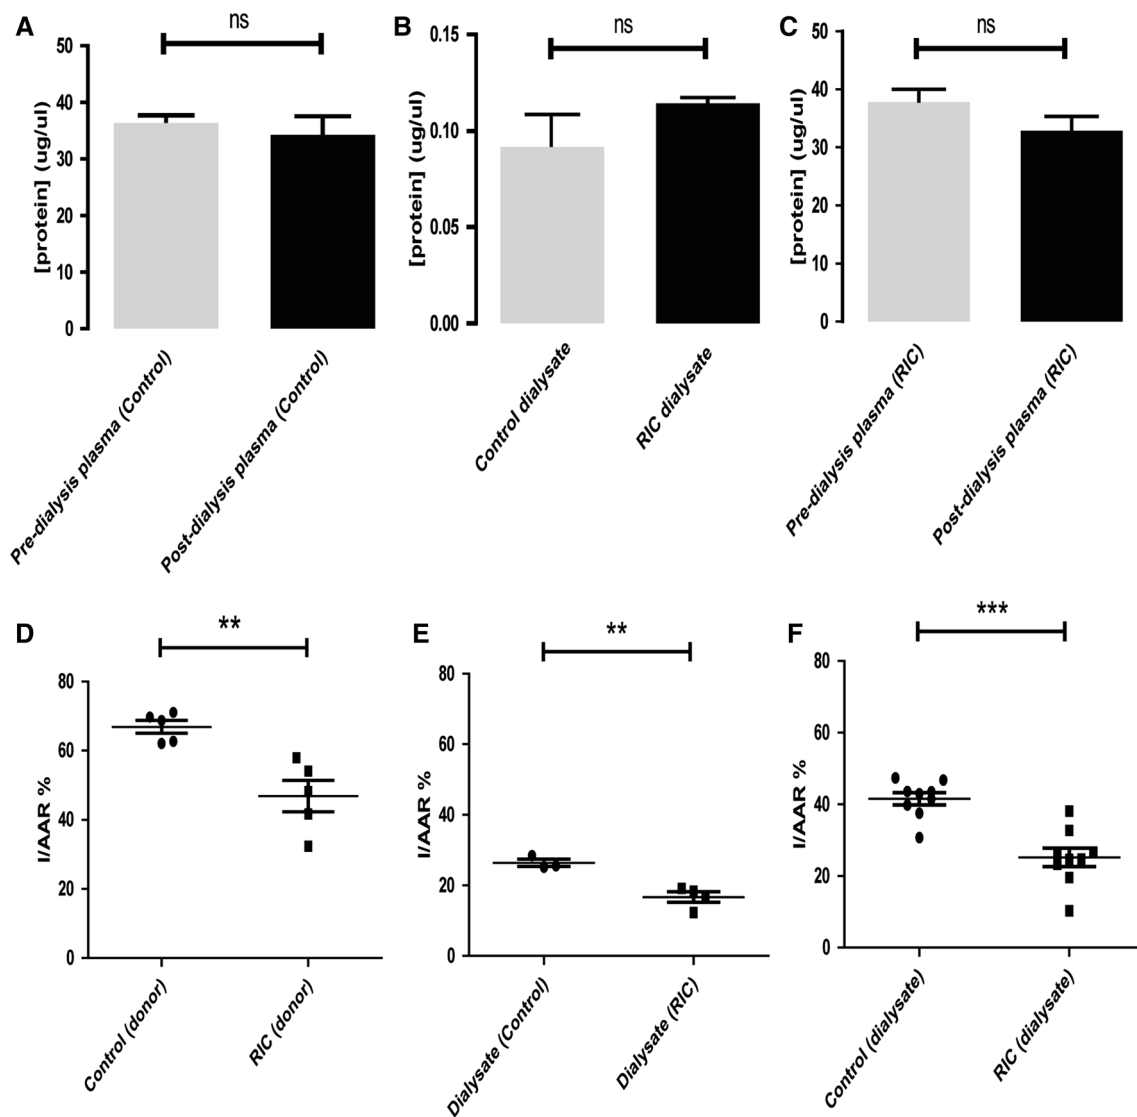 A
ns
[protein] (ug/ul)
50
40
30
20
10
0
Pre-dialysis plasma (Control)
Post-dialysis plasma (Control)
B
ns
[protein] (ug/ul)
0.15
0.10
0.05
0.00
Control dialysate
RIC dialysate
C
ns
[protein] (ug/ul)
50
40
30
20
10
0
Pre-dialysis plasma (RIC)
Post-dialysis plasma (RIC)
D
**
I/AAR %
80
60
40
20
0
Control (donor)
RIC (donor)
E
**
I/AAR %
80
60
40
20
0
Dialysate (Control)
Dialysate (RIC)
F
***
I/AAR %
80
60
40
20
0
Control (dialysate)
RIC (dialysate)